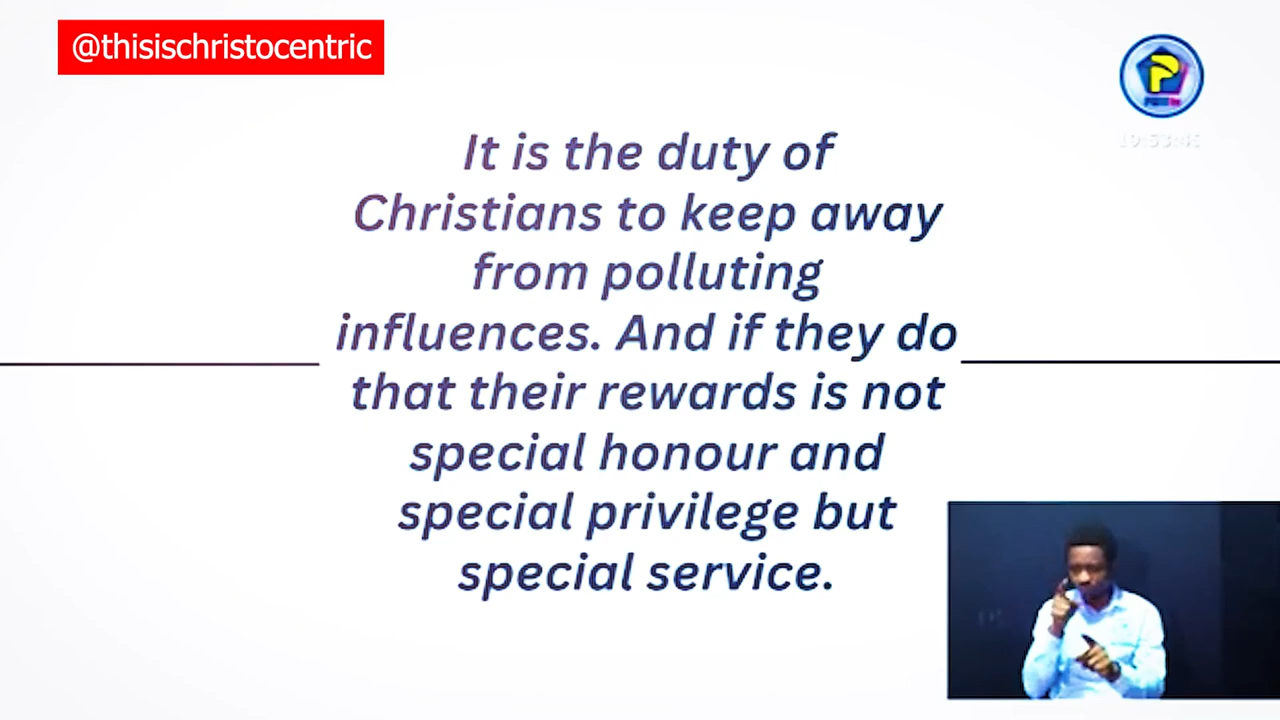 @thisischristocentric
It is the duty of
Christians to keep away
from polluting
influences. And if they do
that their rewards is not
special honour and
special privilege but
special service.